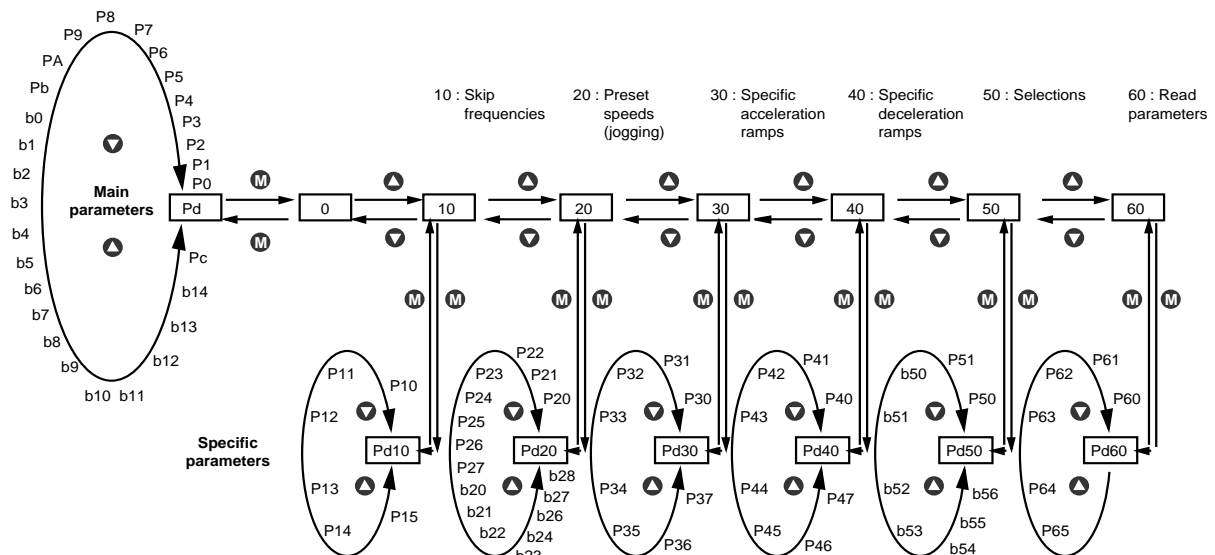 P8
P9
P7
PA
P6
Pb
P5
b0
P4
b1
P3
b2
P2
b3
P1
b4
P0
b5
Pc
b6
b14
b7
b13
b8
b12
b9
b10
b11
Main
parameters
Pd
M
M
0
10
20
30
40
50
60
10 : Skip
frequencies
20 : Preset
speeds
(jogging)
30 : Specific
acceleration
ramps
40 : Specific
deceleration
ramps
50 : Selections
60 : Read
parameters
M M
M M
M M
M M
M M
M M
Specific
parameters
P11
P10
P12
Pd10
P13
P15
P14
P22
P23
P21
P24
P20
P25
P26
Pd20
P27
b28
b20
b27
b21
b26
b22
b24
b23
P31
P32
P30
P33
Pd30
P34
P37
P35
P36
P41
P42
P40
P43
Pd40
P44
P47
P45
P46
P51
b50
P50
b51
Pd50
b52
b56
b53
b55
b54
P61
P62
P60
P63
Pd60
P64
P65